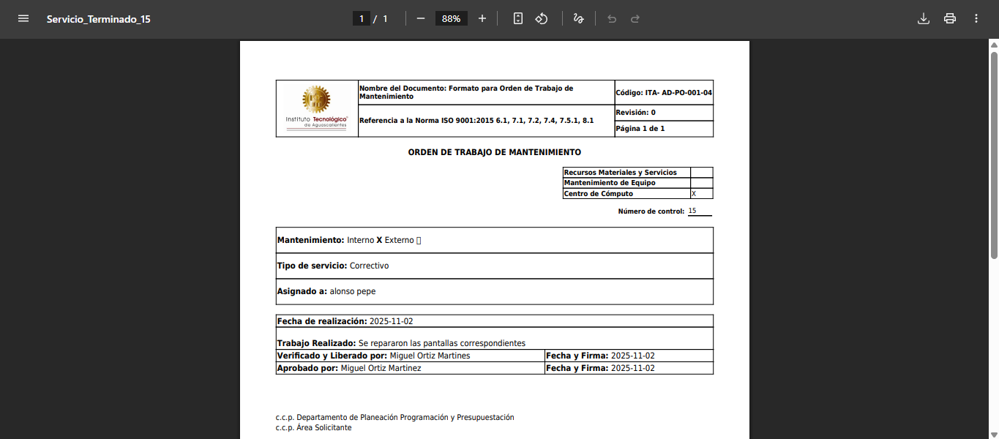 Servicio_Terminado_15
1 / 1
88%
Instituto Tecnológico
de Aguascalientes
Nombre del Documento: Formato para Orden de Trabajo de
Mantenimiento
Código: ITA- AD-PO-001-04
Referencia a la Norma ISO 9001:2015 6.1, 7.1, 7.2, 7.4, 7.5.1, 8.1
Revisión: 0
Página 1 de 1
ORDEN DE TRABAJO DE MANTENIMIENTO
Recursos Materiales y Servicios
Mantenimiento de Equipo
Centro de Cómputo X
Número de control: 15
Mantenimiento: Interno X Externo
Tipo de servicio: Correctivo
Asignado a: alonso pepe
Fecha de realización: 2025-11-02
Trabajo Realizado: Se repararon las pantallas correspondientes
Verificado y Liberado por: Miguel Ortiz Martines Fecha y Firma: 2025-11-02
Aprobado por: Miguel Ortiz Martinez Fecha y Firma: 2025-11-02
c.c.p. Departamento de Planeación Programación y Presupuestación
c.c.p. Área Solicitante